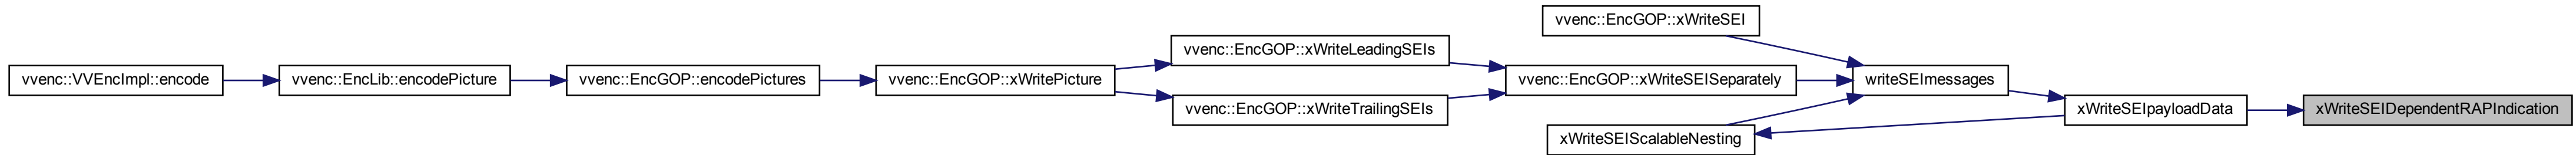 vvenc::VVEncImpl::encode
vvenc::EncLib::encodePicture
vvenc::EncGOP::encodePictures
vvenc::EncGOP::xWritePicture
vvenc::EncGOP::xWriteLeadingSEIs
vvenc::EncGOP::xWriteTrailingSEIs
vvenc::EncGOP::xWriteSEISeparately
vvenc::EncGOP::xWriteSEI
xWriteSEIScalableNesting
writeSEImessages
xWriteSEIpayloadData
xWriteSEIDependentRAPIndication